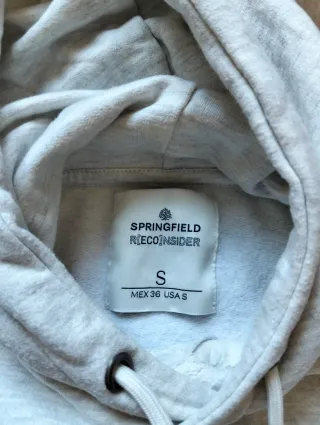 SPRINGFIELD
R[ECO]NSIDER
S
MEX 36 USA S